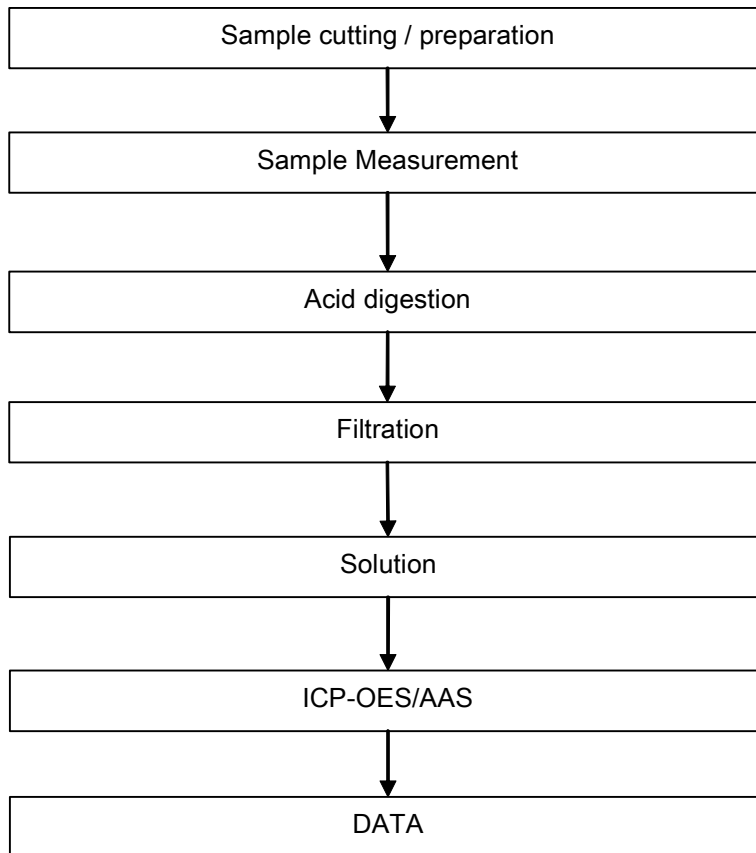 Sample cutting / preparation
Sample Measurement
Acid digestion
Filtration
Solution
ICP-OES/AAS
DATA